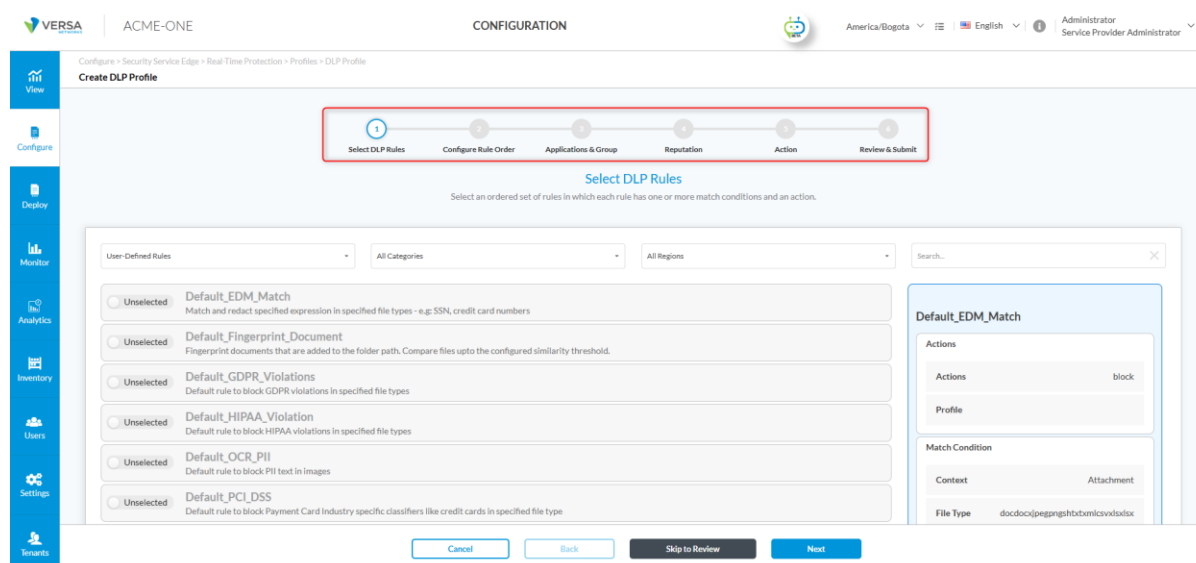 VERSA
ACME-ONE
CONFIGURATION
America/Bogota
English
Administrator
Service Provider Administrator
Configure > Security Service Edge > Real-Time Protection > Profiles > DLP Profile
Create DLP Profile
View
Configure
Deploy
Monitor
Analytics
Inventory
Users
Settings
Tenants
1
2
3
4
5
6
Select DLP Rules
Configure Rule Order
Applications & Group
Reputation
Action
Review & Submit
Select DLP Rules
Select an ordered set of rules in which each rule has one or more match conditions and an action.
User-Defined Rules
All Categories
All Regions
Search..
Unselected
Default_EDM_Match
Match and redact specified expression in specified file types - e.g: SSN, credit card numbers
Unselected
Default_Fingerprint_Document
Fingerprint documents that are added to the folder path. Compare files upto the configured similarity threshold.
Unselected
Default_GDPR_Violations
Default rule to block GDPR violations in specified file types
Unselected
Default_HIPAA_Violation
Default rule to block HIPAA violations in specified file types
Unselected
Default_OCR_PII
Default rule to block PII text in images
Unselected
Default_PCI_DSS
Default rule to block Payment Card Industry specific classifiers like credit cards in specified file type
Default_EDM_Match
Actions
Actions
block
Profile
Match Condition
Context
Attachment
File Type
Cancel
Back
Skip to Review
Next